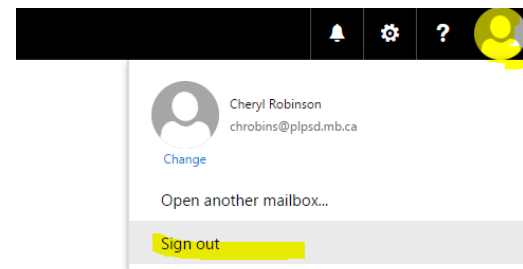 ?
Cheryl Robinson
chrobins@plpsd.mb.ca
Change
Open another mailbox...
Sign out